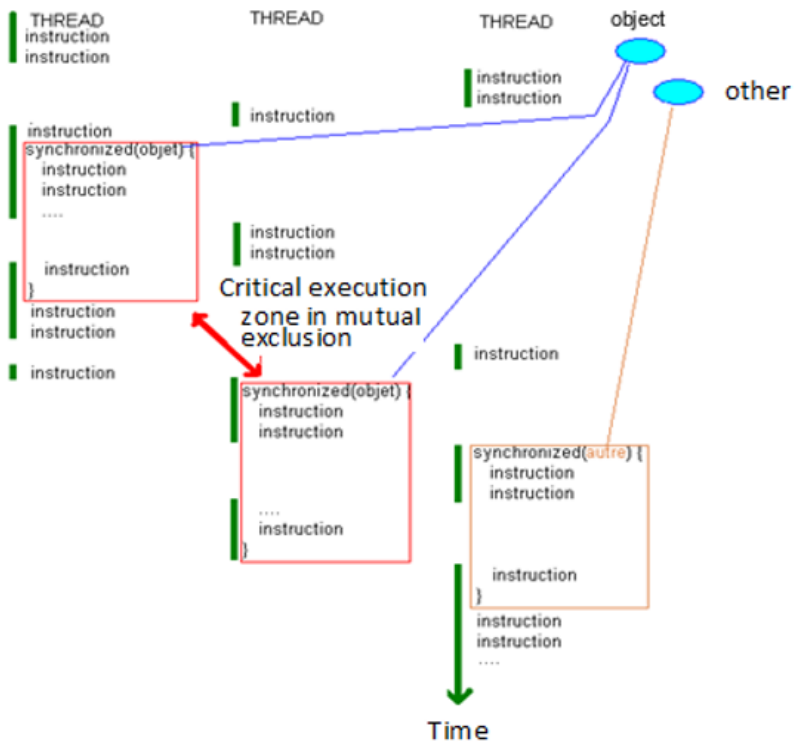 THREAD
instruction
instruction
instruction
synchronized(objet) {
instruction
instruction
....
instruction
}
instruction
instruction
instruction
THREAD
instruction
instruction
instruction
Critical execution
zone in mutual
exclusion
synchronized(objet) {
instruction
instruction
....
instruction
}
THREAD
instruction
instruction
instruction
synchronized(autre) {
instruction
instruction
instruction
}
instruction
instruction
....
Time
object
other